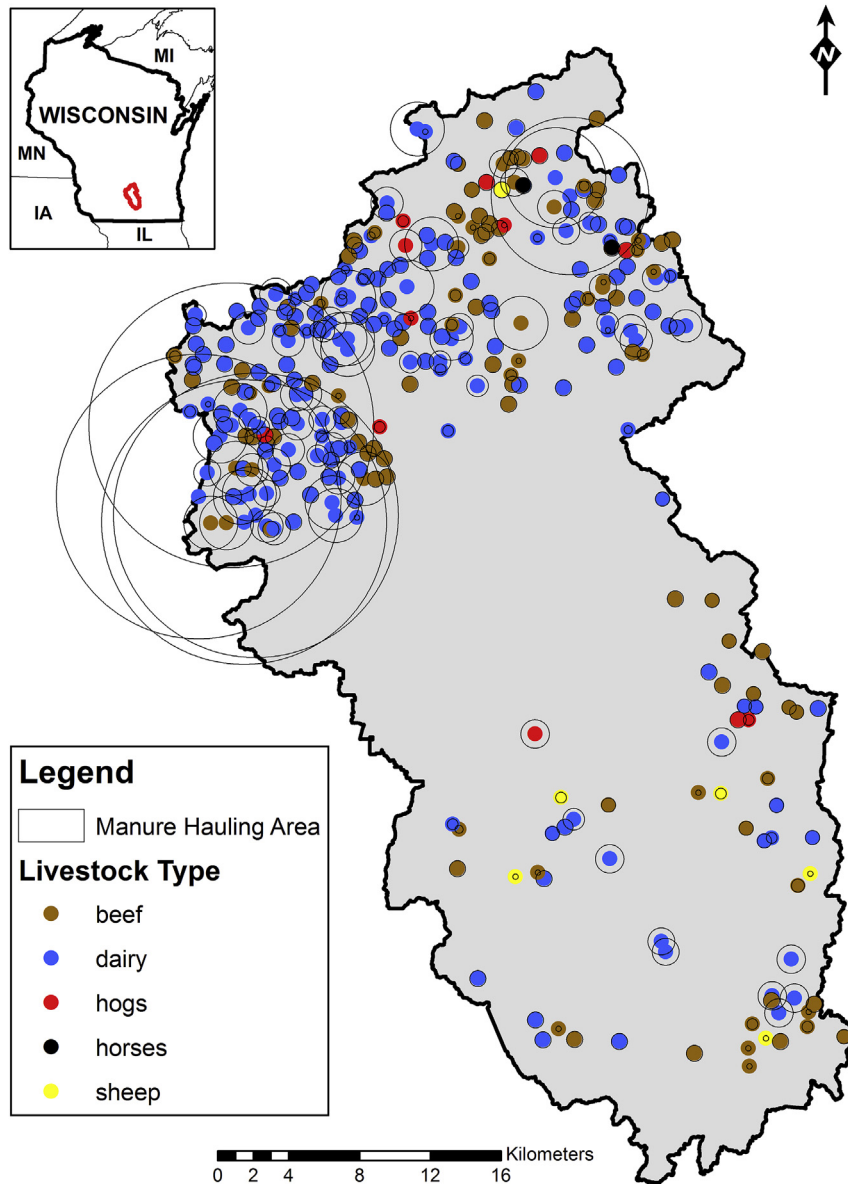 MI
WISCONSIN
MN
IA
IL
N
Legend
Manure Hauling Area
Livestock Type
beef
dairy
hogs
horses
sheep
Kilometers
0 2 4 8 12 16